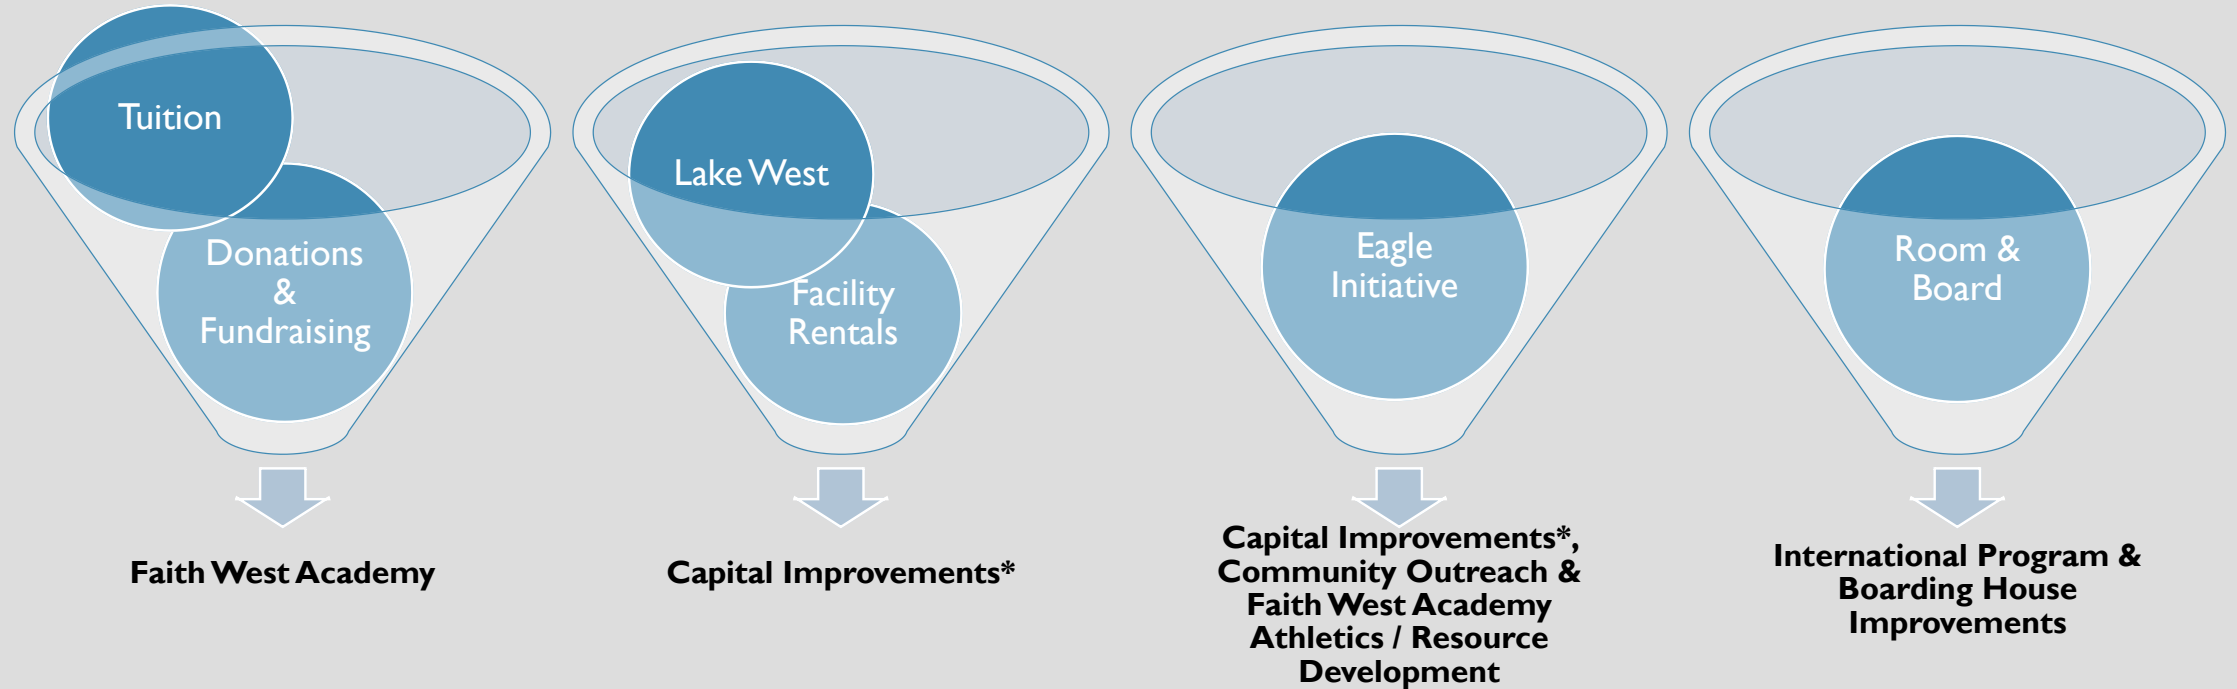 Tuition
Donations
&
Fundraising
Faith West Academy
Lake West
Facility
Rentals
Capital Improvements*
Eagle
Initiative
Capital Improvements*,
Community Outreach &
Faith West Academy
Athletics / Resource
Development
Room &
Board
International Program &
Boarding House
Improvements